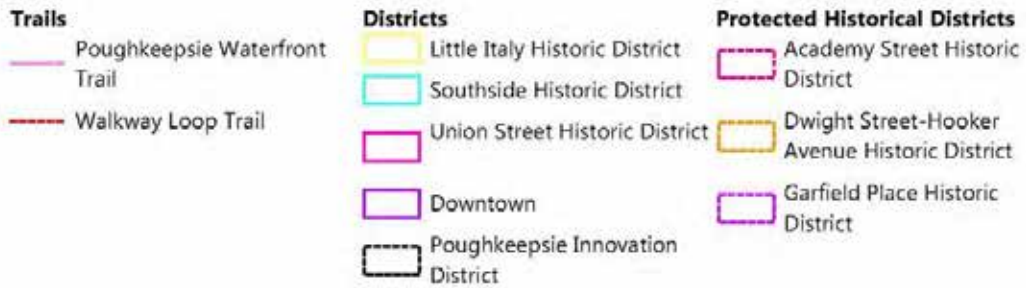 Trails
Poughkeepsie Waterfront
Trail
Walkway Loop Trail
Districts
Little Italy Historic District
Southside Historic District
Union Street Historic District
Downtown
Poughkeepsie Innovation
District
Protected Historical Districts
Academy Street Historic
District
Dwight Street-Hooker
Avenue Historic District
Garfield Place Historic
District